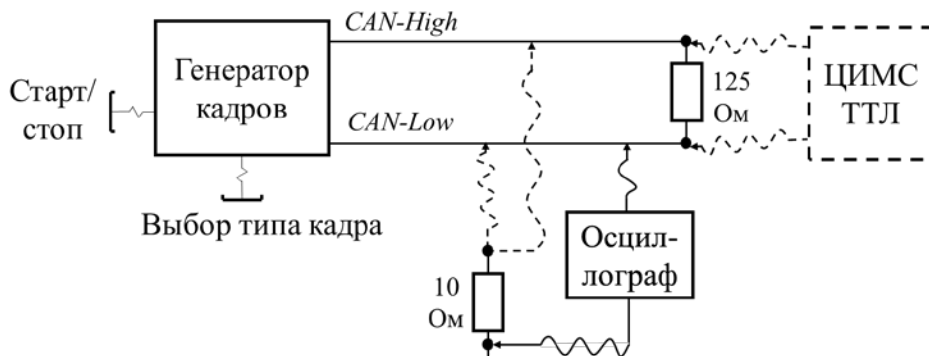 CAN-High
Генератор
кадров
Старт/
стоп
CAN-Low
125
Ом
ЦИМС
ТТЛ
Выбор типа кадра
Осцил-
лограф
10
Ом